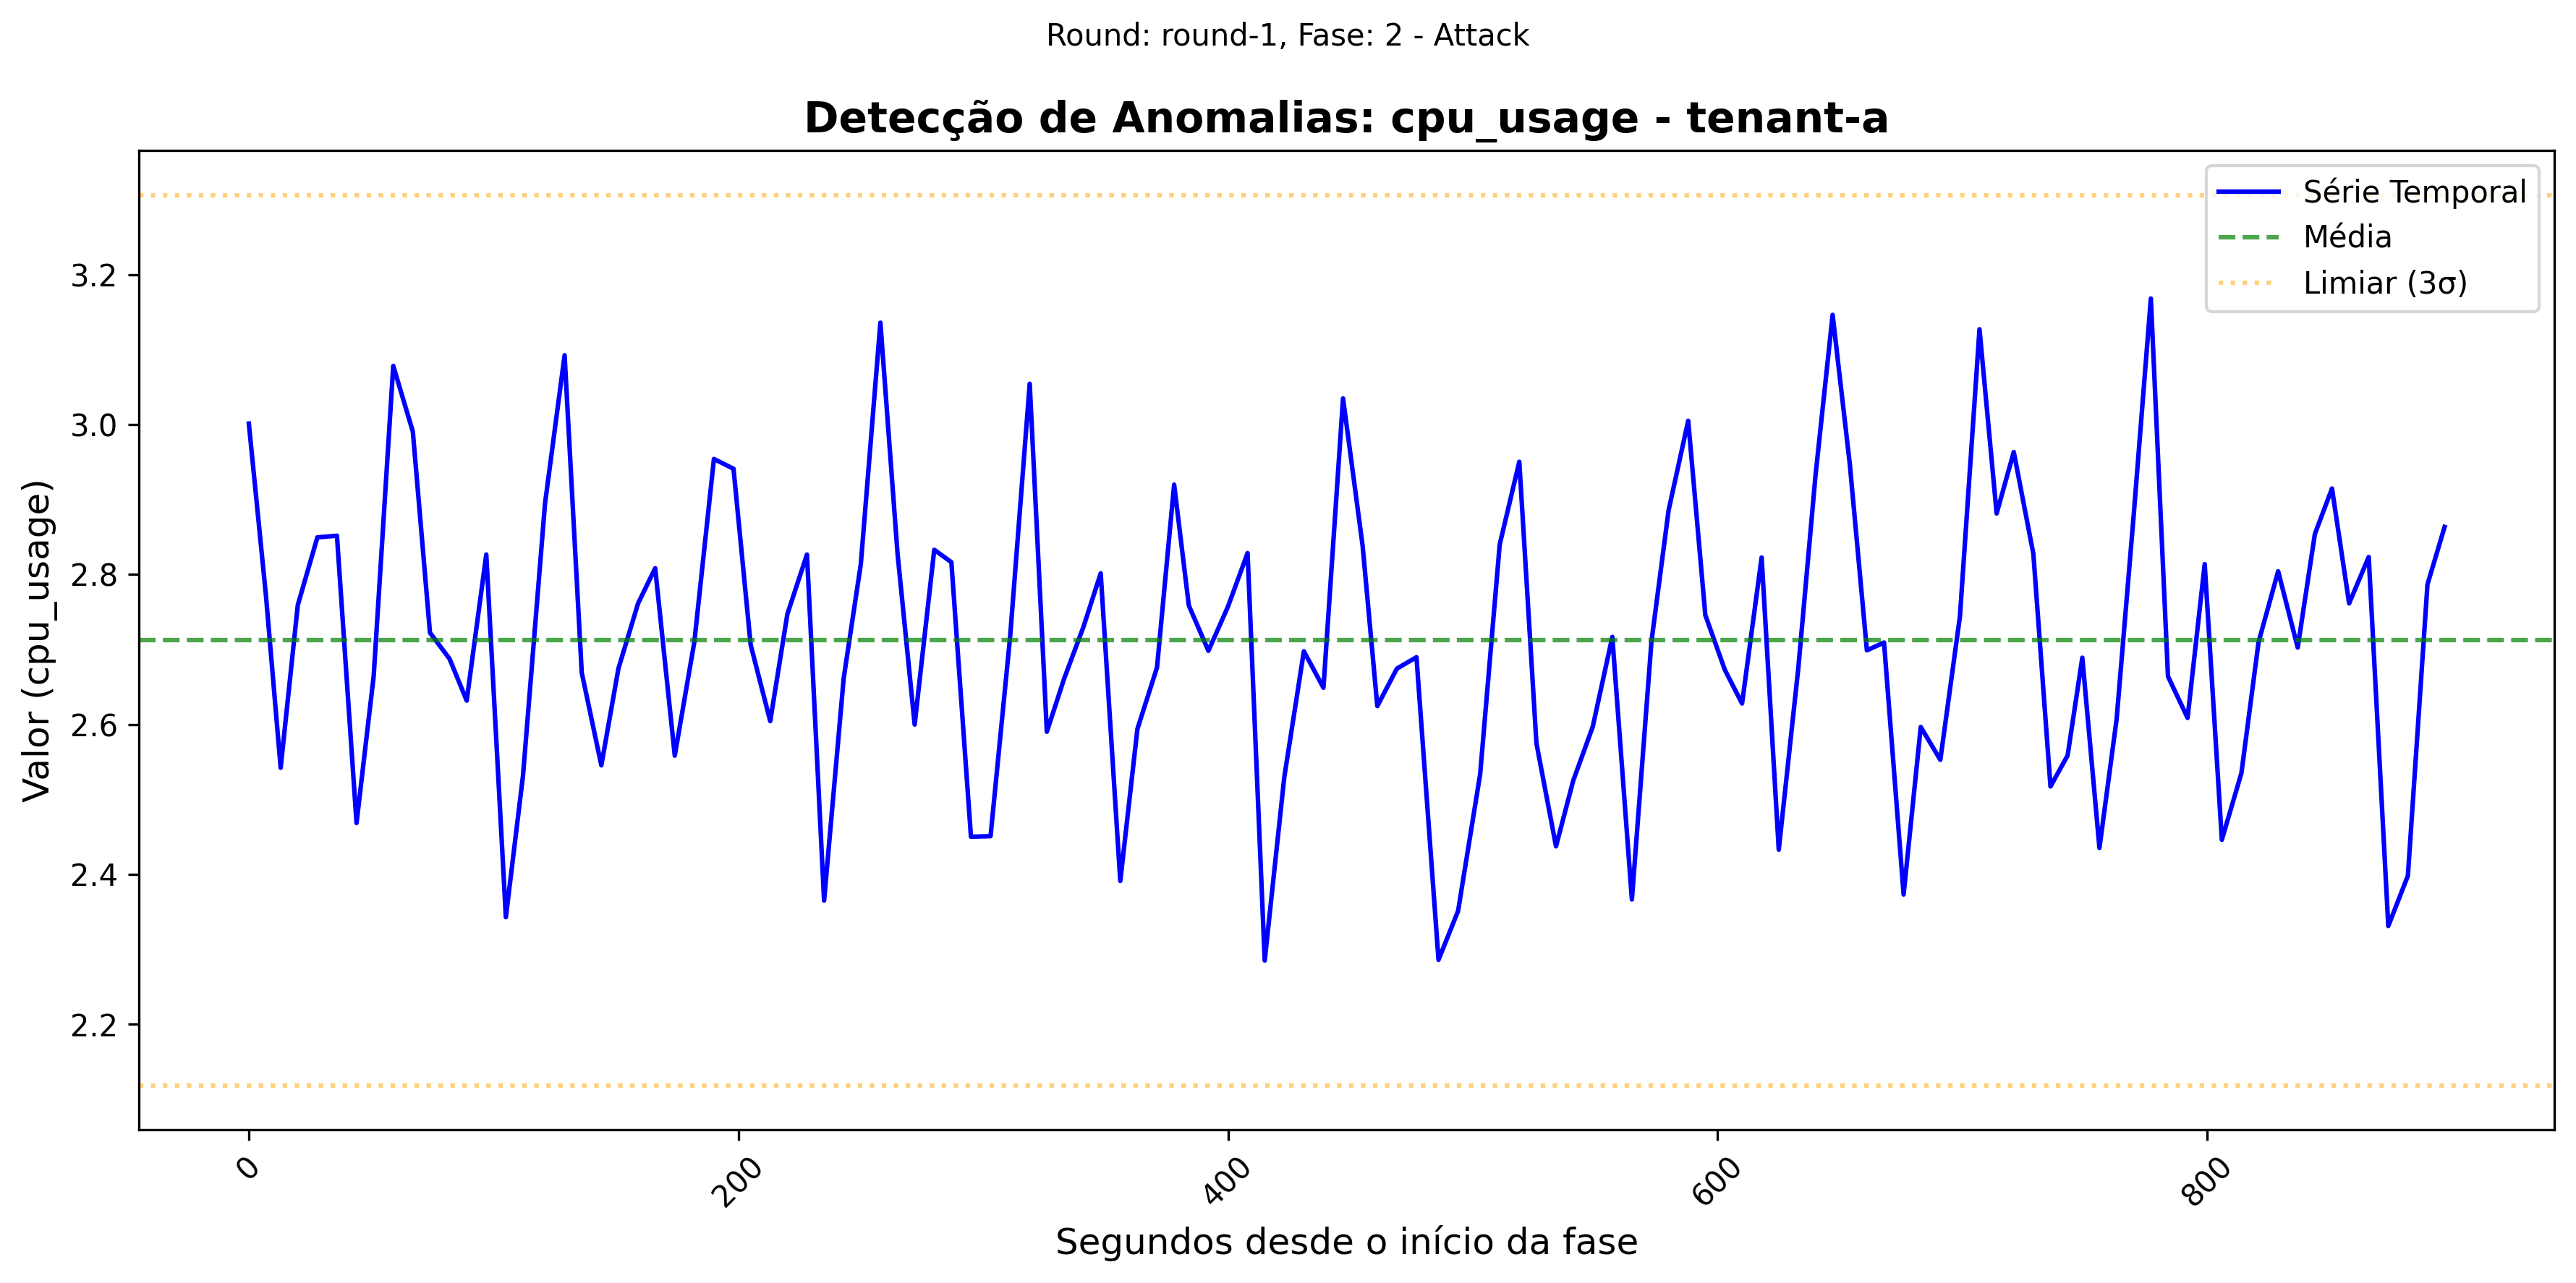 Round: round-1, Fase: 2 - Attack
Detecção de Anomalias: cpu_usage - tenant-a
Série Temporal
Média
Limiar (3σ)
Valor (cpu_usage)
3.2
3.0
2.8
2.6
2.4
2.2
0
200
400
600
800
Segundos desde o início da fase